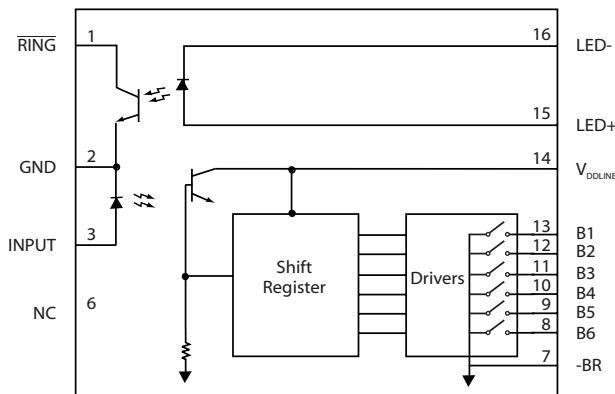 RING 1
16 LED-
15 LED+
GND 2
14 VDDLINE
INPUT 3
NC 6
Shift
Register
Drivers
13 B1
12 B2
11 B3
10 B4
9 B5
8 B6
7 -BR